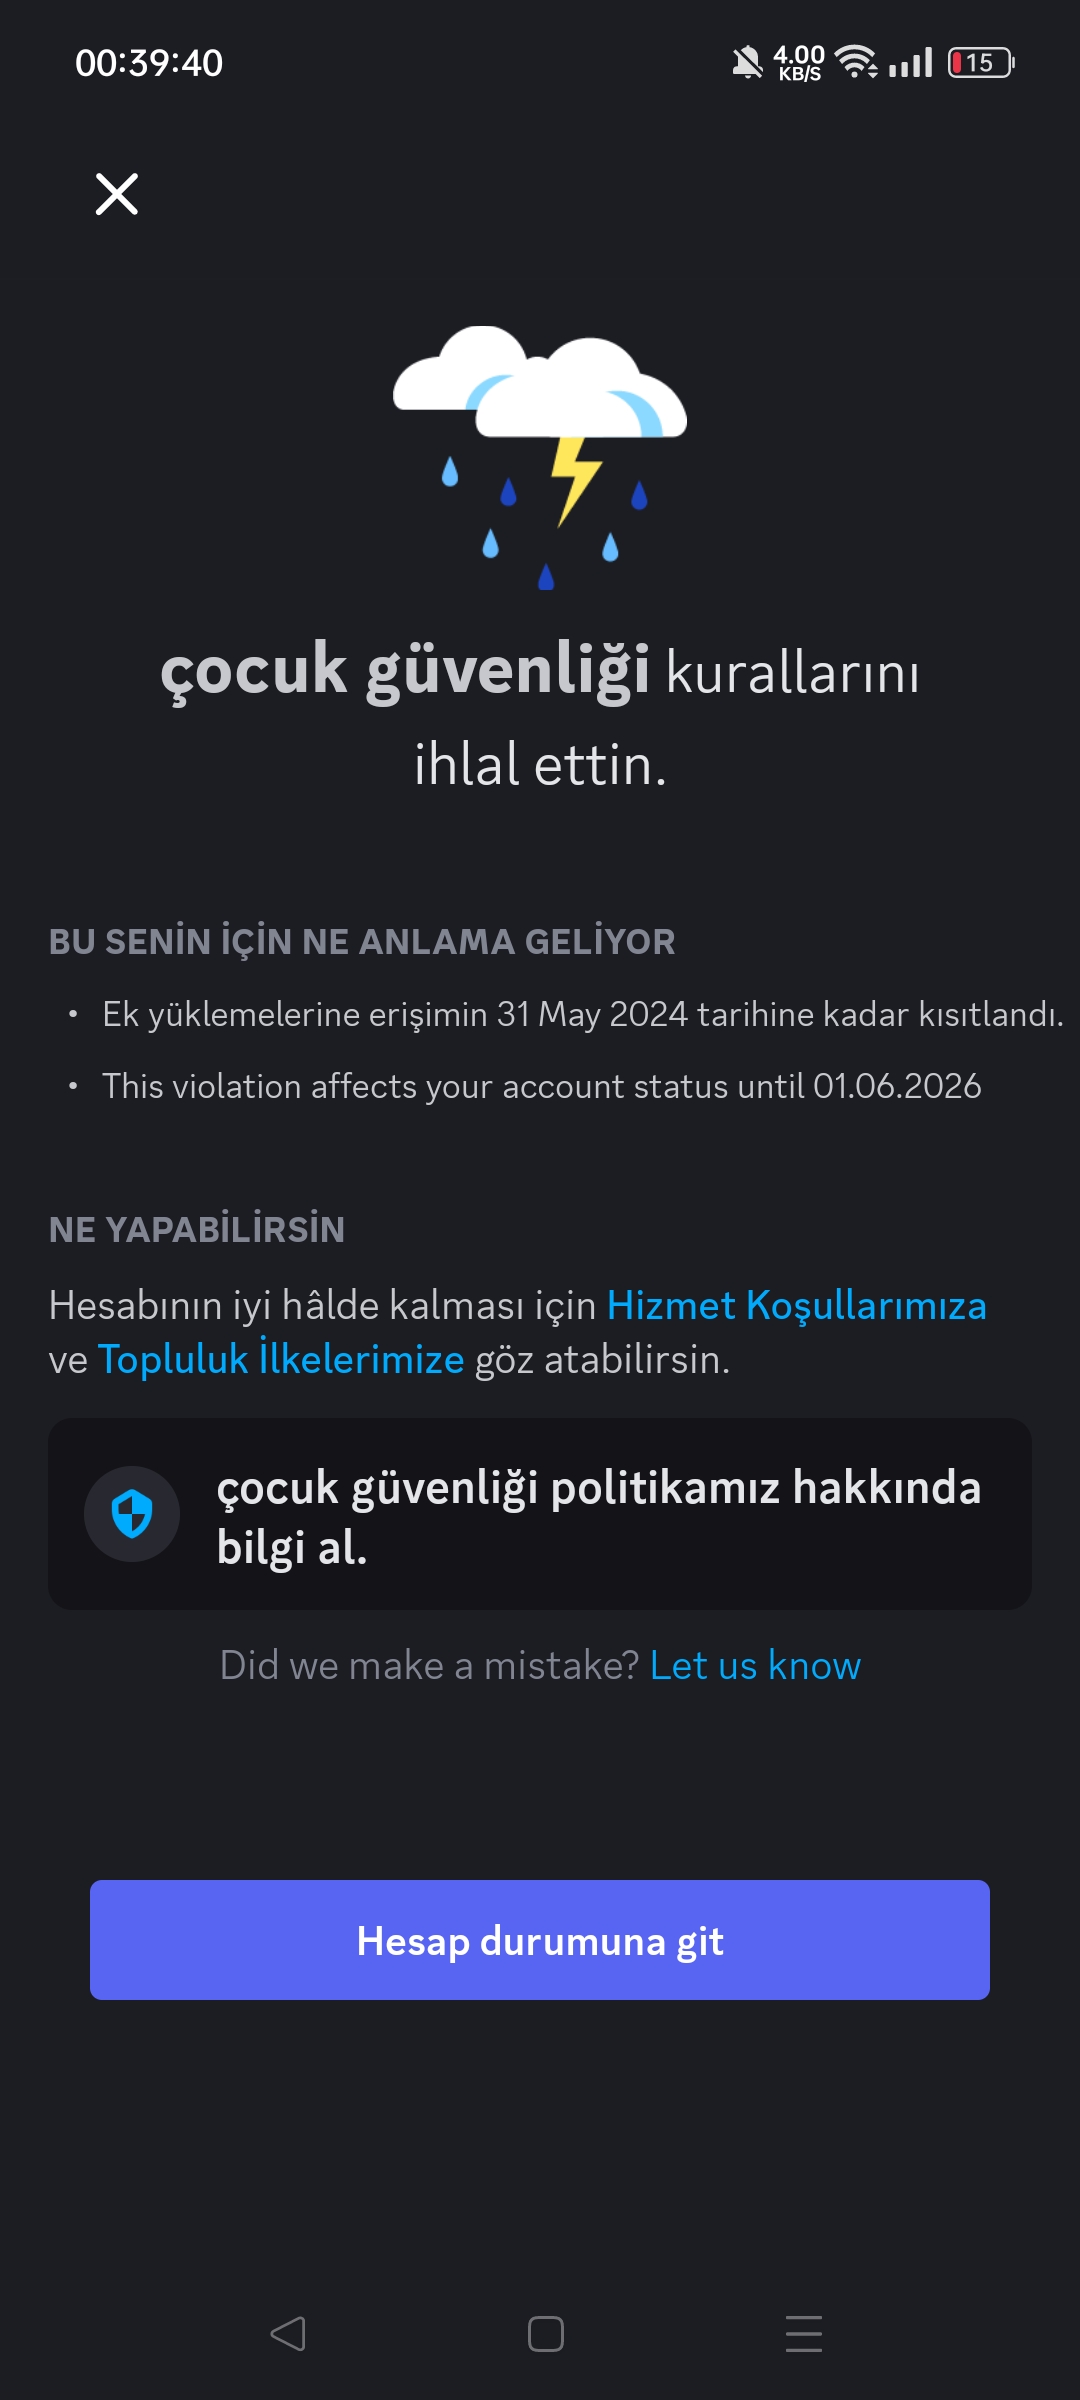 00:39:40
4.00
KB/S
15
çocuk güvenliği kurallarını
ihlal ettin.
BU SENİN İÇİN NE ANLAMA GELİYOR
• Ek yüklemelerine erişimin 31 May 2024 tarihine kadar kısıtlandı.
• This violation affects your account status until 01.06.2026
NE YAPABİLİRSİN
Hesabının iyi hâlde kalması için Hizmet Koşullarımıza
ve Topluluk İlkelerimize göz atabilirsin.
çocuk güvenliği politikamız hakkında
bilgi al.
Did we make a mistake? Let us know
Hesap durumuna git